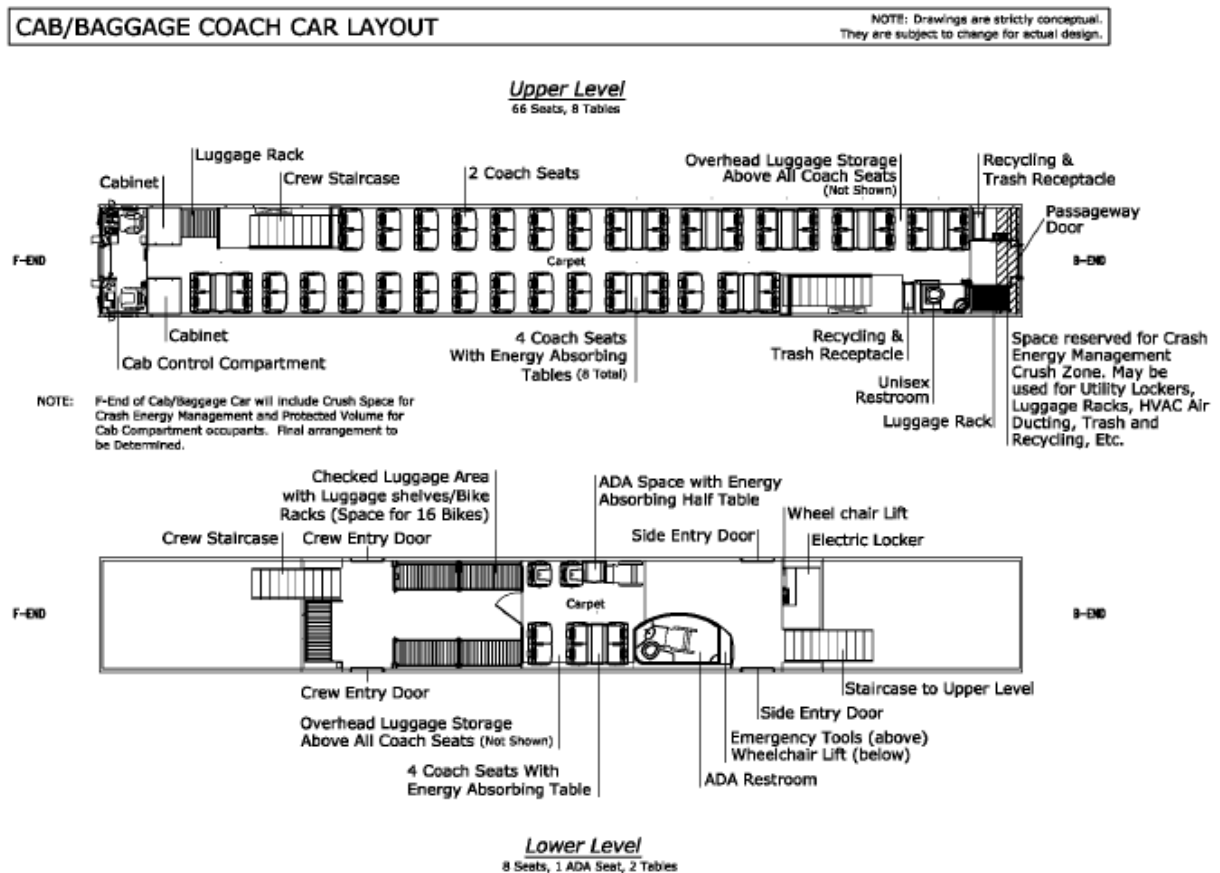 CAB/BAGGAGE COACH CAR LAYOUT
NOTE: Drawings are strictly conceptual.
They are subject to change for actual design.
Upper Level
66 Seats, 8 Tables
Luggage Rack
Cabinet
Crew Staircase
2 Coach Seats
Overhead Luggage Storage
Above All Coach Seats
(Not Shown)
Recycling &
Trash Receptacle
Passageway
Door
F-END
Carpet
B-END
Cabinet
Cab Control Compartment
4 Coach Seats
With Energy Absorbing
Tables (8 Total)
Recycling &
Trash Receptacle
Unisex
Restroom
Luggage Rack
Space reserved for Crash
Energy Management
Crush Zone. May be
used for Utility Lockers,
Luggage Racks, HVAC Air
Ducting, Trash and
Recycling, Etc.
NOTE: F-End of Cab/Baggage Car will include Crush Space for
Crash Energy Management and Protected Volume for
Cab Compartment occupants. Final arrangement to
be Determined.
Checked Luggage Area
with Luggage shelves/Bike
Racks (Space for 16 Bikes)
ADA Space with Energy
Absorbing Half Table
Crew Staircase
Crew Entry Door
Side Entry Door
Wheel chair Lift
Electric Locker
F-END
Carpet
B-END
Crew Entry Door
Overhead Luggage Storage
Above All Coach Seats (Not Shown)
4 Coach Seats With
Energy Absorbing Table
Staircase to Upper Level
Side Entry Door
Emergency Tools (above)
Wheelchair Lift (below)
ADA Restroom
Lower Level
8 Seats, 1 ADA Seat, 2 Tables